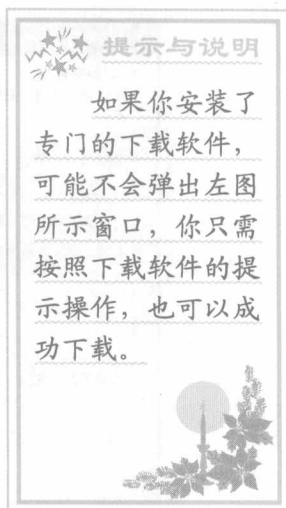 提示与说明
如果你安装了
专门的下载软件，
可能不会弹出左图
所示窗口，你只需
按照下载软件的提
示操作，也可以成
功下载。